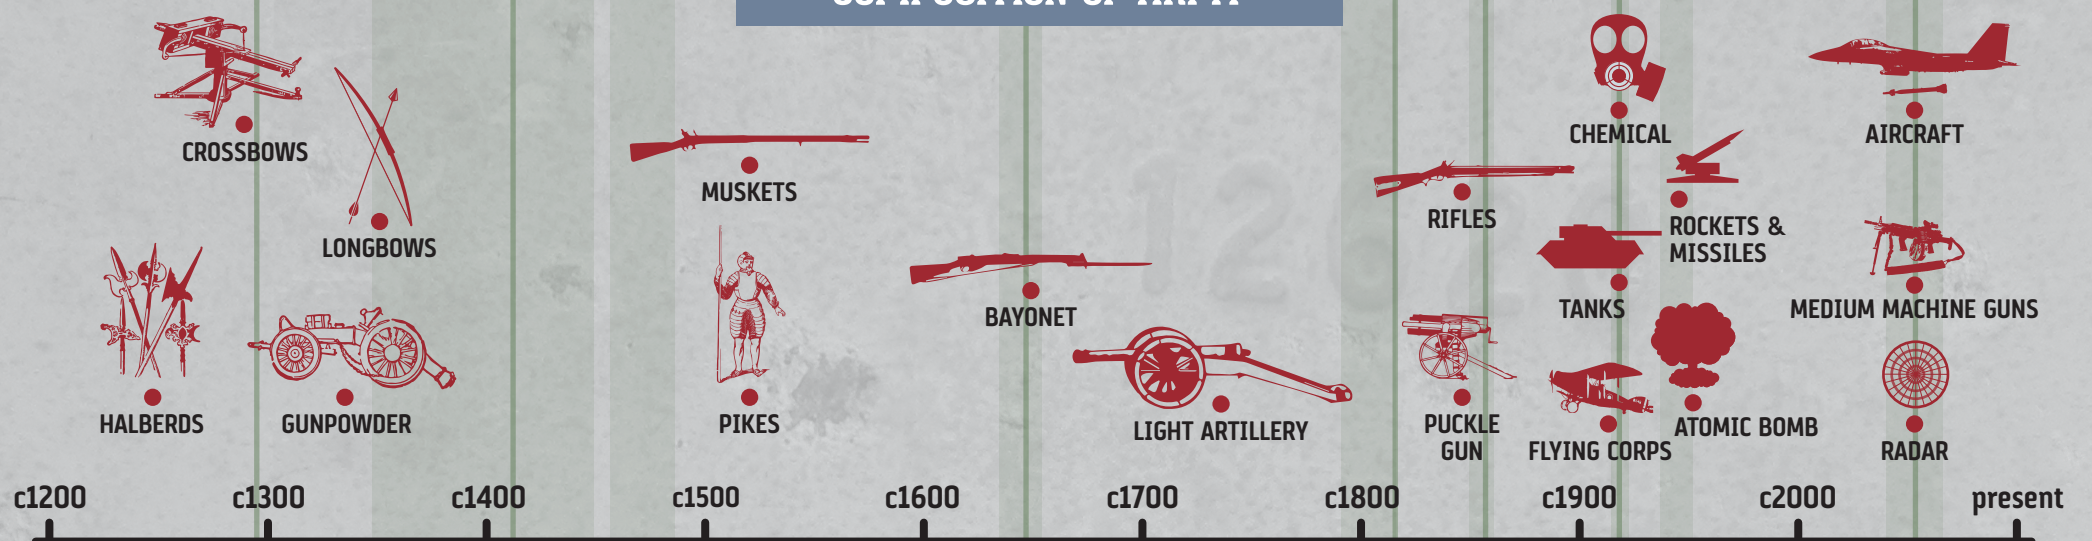 CROSSBOWS
LONGBOWS
HALBERDS
GUNPOWDER
MUSKETS
PIKES
BAYONET
LIGHT ARTILLERY
RIFLES
PUCKLE
GUN
CHEMICAL
ROCKETS &
MISSILES
TANKS
FLYING CORPS
ATOMIC BOMB
AIRCRAFT
MEDIUM MACHINE GUNS
RADAR
c1200
c1300
c1400
c1500
c1600
c1700
c1800
c1900
c2000
present